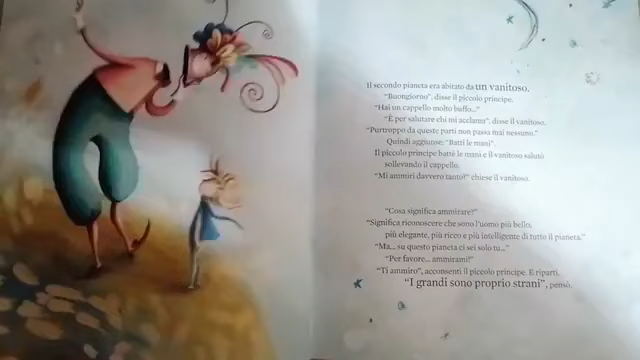 Il secondo pianeta era abitato da un vanitoso.
"Buongiorno", disse il piccolo principe.
"Hai un cappello molto buffo..."
"È per salutare chi mi acclama", disse il vanitoso.
"Purtroppo da queste parti non passa mai nessuno."
Quindi aggiunse: "Batti le mani".
Il piccolo principe batté le mani e il vanitoso salutò
sollevando il cappello.
"Mi ammiri davvero tanto?" chiese il vanitoso.
"Cosa significa ammirare?"
"Significa riconoscere che sono l'uomo più bello,
più elegante, più ricco e più intelligente di tutto il pianeta."
"Ma... su questo pianeta ci sei solo tu..."
"Per favore... ammirami!"
"Ti ammiro", acconsentì il piccolo principe. E ripartì.
"I grandi sono proprio strani", pensò.